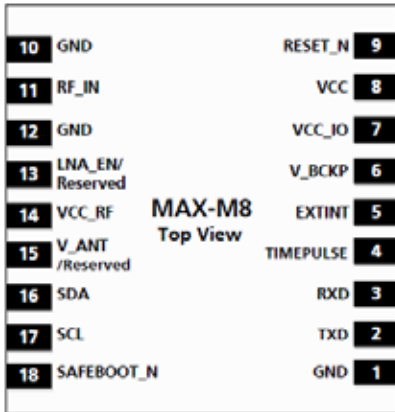 10 GND RESET_N 9
11 RF_IN VCC 8
12 GND VCC_IO 7
13 LNA_EN/
Reserved
V_BCKP 6
14 VCC_RF MAX-M8 EXTINT 5
Top View
15 V_ANT
/Reserved
TIMEPULSE 4
16 SDA RXD 3
17 SCL TXD 2
18 SAFEBOOT_N GND 1